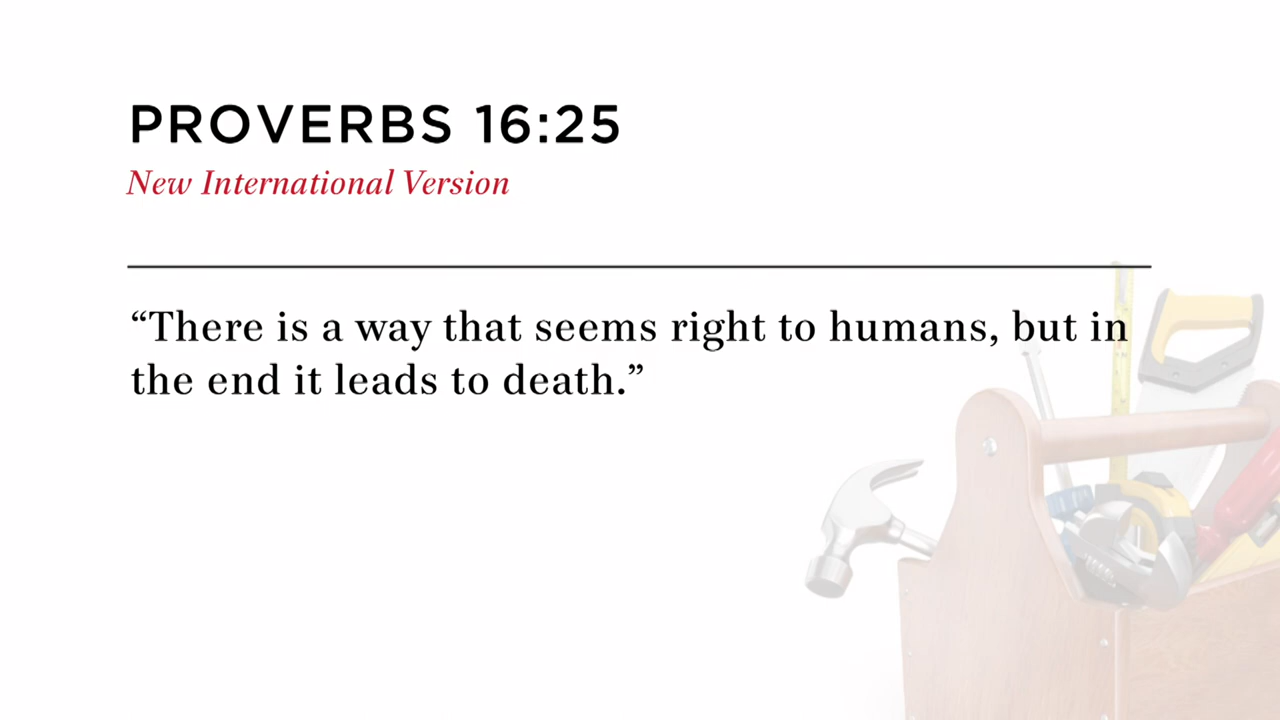 PROVERBS 16:25
New International Version
“There is a way that seems right to humans, but in
the end it leads to death.”